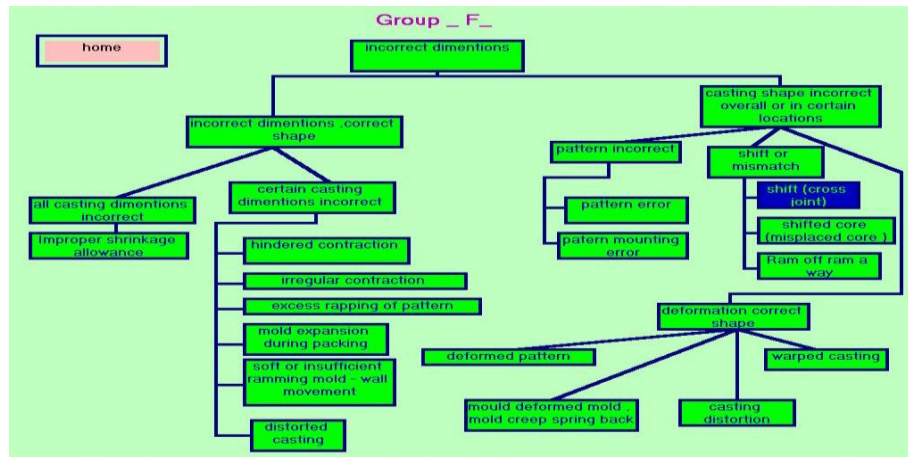 Group _ F_
home
incorrect dimentions
casting shape incorrect
overall or in certain
locations
incorrect dimentions ,correct
shape
pattern incorrect
shift or
mismatch
certain casting
dimentions incorrect
shift (cross
joint)
all casting dimentions
incorrect
pattern error
shifted core
(misplaced core )
Improper shrinkage
allowance
hindered contraction
patern mounting
error
Ram off ram a
way
irregular contraction
excess rapping of pattern
deformation correct
shape
mold expansion
during packing
deformed pattern
warped casting
soft or insufficient
ramming mold - wall
movement
mould deformed mold ,
mold creep spring back
casting
distortion
distorted
casting